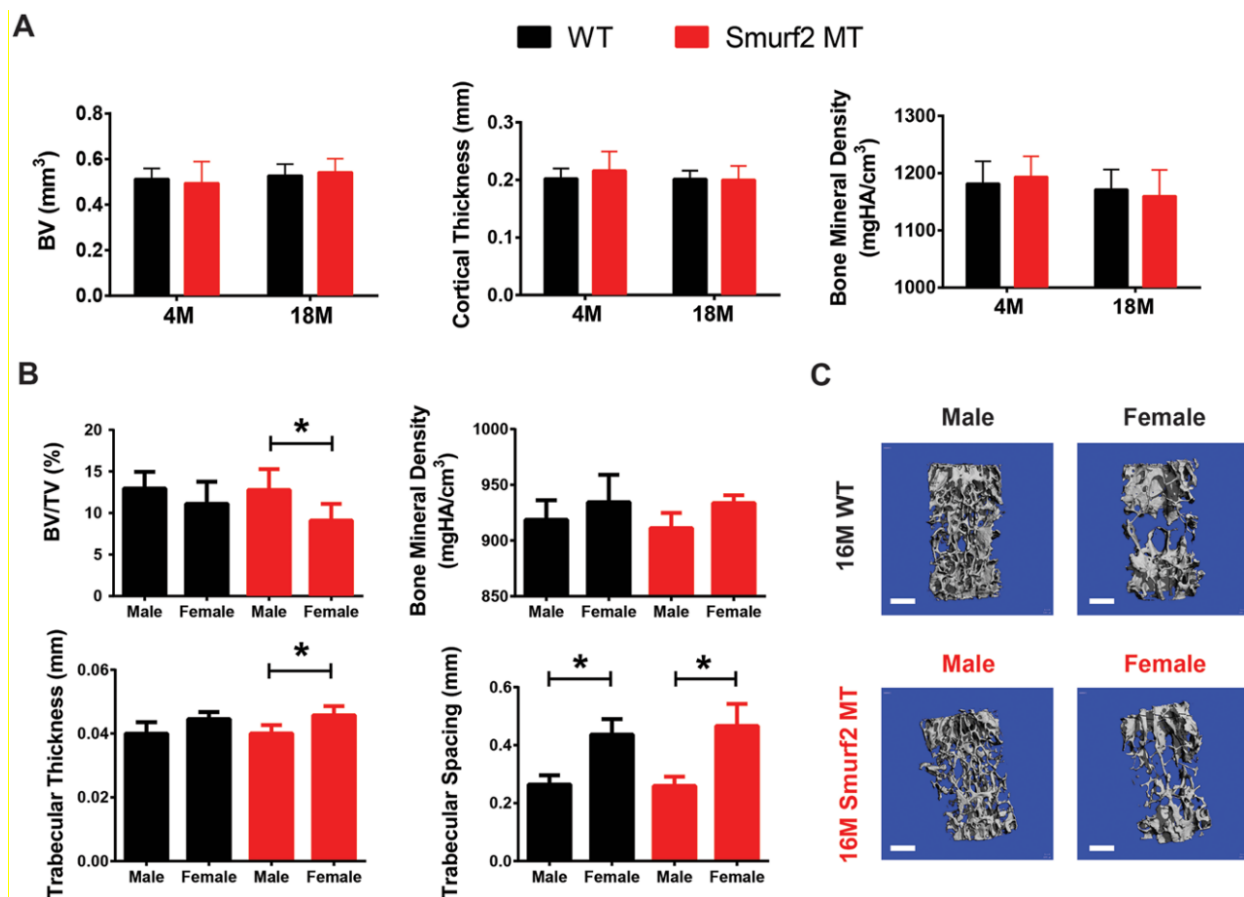 A
WT
Smurf2 MT
BV (mm³)
0.8
0.6
0.4
0.2
0.0
4M
18M
Cortical Thickness (mm)
0.3
0.2
0.1
0.0
4M
18M
Bone Mineral Density
(mgHA/cm³)
1300
1200
1100
1000
4M
18M
B
BV/TV (%)
20
15
10
5
0
*
Male
Female
Male
Female
Bone Mineral Density
(mgHA/cm³)
1000
950
900
850
Male
Female
Male
Female
Trabecular Thickness (mm)
0.06
0.04
0.02
0.00
*
Male
Female
Male
Female
Trabecular Spacing (mm)
0.6
0.4
0.2
0.0
*
*
Male
Female
Male
Female
C
Male
Female
16M WT
Male
Female
16M Smurf2 MT